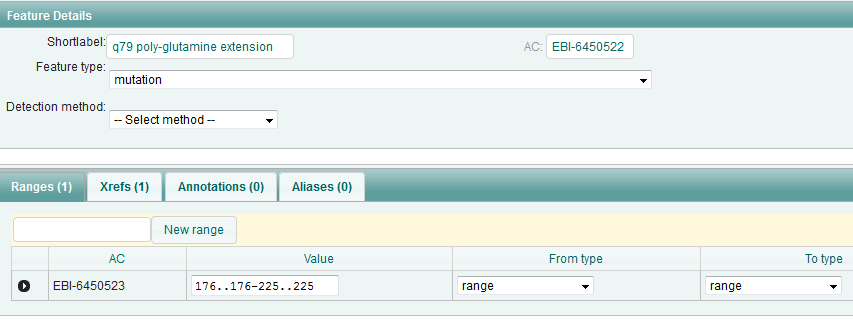 Feature Details
Shortlabel: q79 poly-glutamine extension AC: EBI-6450522
Feature type: mutation
Detection method: -- Select method --
Ranges (1) Xrefs (1) Annotations (0) Aliases (0)
New range
AC Value From type To type
EBI-6450523 176..176-225..225 range range